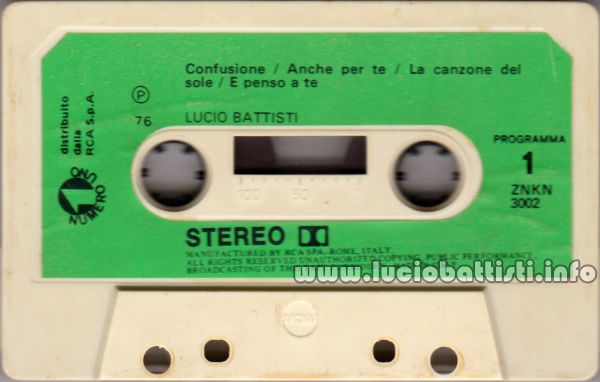 Confusione / Anche per te / La canzone del
sole / E penso a te
P
76
LUCIO BATTISTI
distribuito
dalla
RCA S.p.A.
NUMERO UNO
PROGRAMMA
1
ZNKN
3002
100 50 0
STEREO
MANUFACTURED BY RCA SPA. ROME, ITALY.
ALL RIGHTS RESERVED UNAUTHORIZED COPYING, PUBLIC PERFORMANCE,
BROADCASTING OF THE
www.luciobattisti.info
RCA